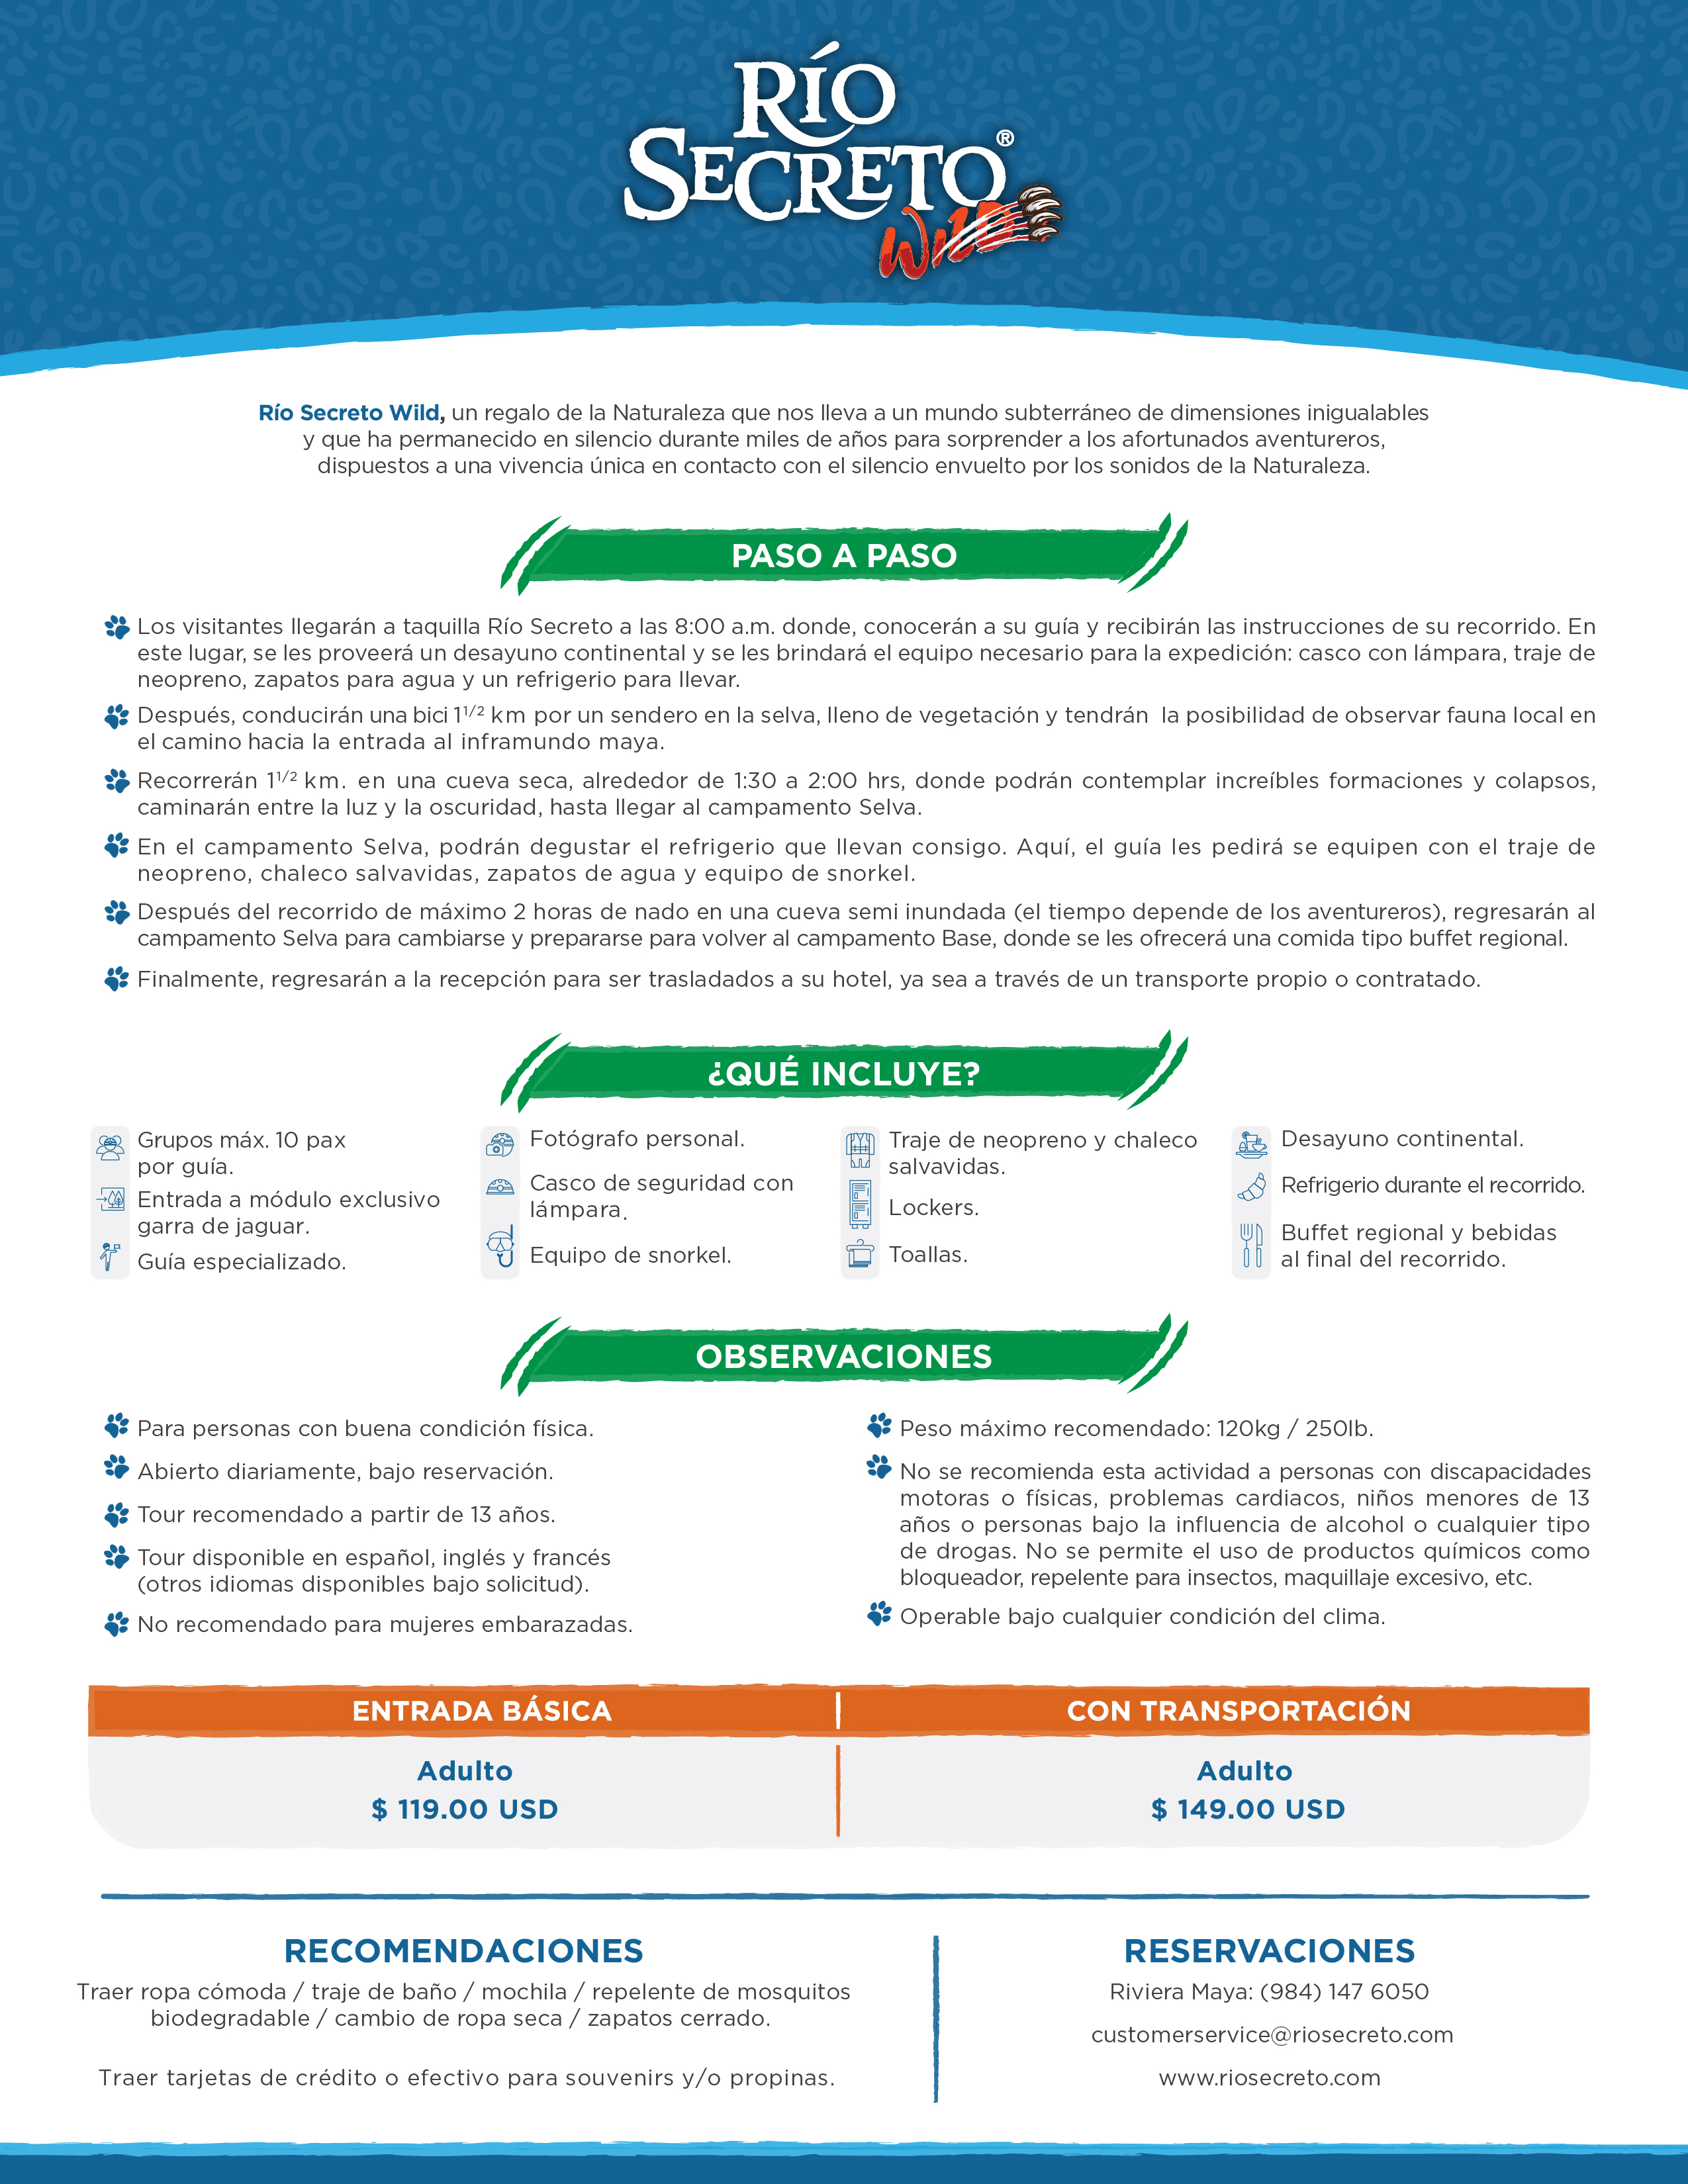 RÍO
SECRETO®
WILD
Río Secreto Wild, un regalo de la Naturaleza que nos lleva a un mundo subterráneo de dimensiones inigualables
y que ha permanecido en silencio durante miles de años para sorprender a los afortunados aventureros,
dispuestos a una vivencia única en contacto con el silencio envuelto por los sonidos de la Naturaleza.
PASO A PASO
Los visitantes llegarán a taquilla Río Secreto a las 8:00 a.m. donde, conocerán a su guía y recibirán las instrucciones de su recorrido. En
este lugar, se les proveerá un desayuno continental y se les brindará el equipo necesario para la expedición: casco con lámpara, traje de
neopreno, zapatos para agua y un refrigerio para llevar.
Después, conducirán una bici 1 1/2 km por un sendero en la selva, lleno de vegetación y tendrán la posibilidad de observar fauna local en
el camino hacia la entrada al inframundo maya.
Recorrerán 1 1/2 km. en una cueva seca, alrededor de 1:30 a 2:00 hrs, donde podrán contemplar increíbles formaciones y colapsos,
caminarán entre la luz y la oscuridad, hasta llegar al campamento Selva.
En el campamento Selva, podrán degustar el refrigerio que llevan consigo. Aquí, el guía les pedirá se equipen con el traje de
neopreno, chaleco salvavidas, zapatos de agua y equipo de snorkel.
Después del recorrido de máximo 2 horas de nado en una cueva semi inundada (el tiempo depende de los aventureros), regresarán al
campamento Selva para cambiarse y prepararse para volver al campamento Base, donde se les ofrecerá una comida tipo buffet regional.
Finalmente, regresarán a la recepción para ser trasladados a su hotel, ya sea a través de un transporte propio o contratado.
¿QUÉ INCLUYE?
Grupos máx. 10 pax
por guía.
Entrada a módulo exclusivo
garra de jaguar.
Guía especializado.
Fotógrafo personal.
Casco de seguridad con
lámpara.
Equipo de snorkel.
Traje de neopreno y chaleco
salvavidas.
Lockers.
Toallas.
Desayuno continental.
Refrigerio durante el recorrido.
Buffet regional y bebidas
al final del recorrido.
OBSERVACIONES
Para personas con buena condición física.
Abierto diariamente, bajo reservación.
Tour recomendado a partir de 13 años.
Tour disponible en español, inglés y francés
(otros idiomas disponibles bajo solicitud).
No recomendado para mujeres embarazadas.
Peso máximo recomendado: 120kg / 250lb.
No se recomienda esta actividad a personas con discapacidades
motoras o físicas, problemas cardiacos, niños menores de 13
años o personas bajo la influencia de alcohol o cualquier tipo
de drogas. No se permite el uso de productos químicos como
bloqueador, repelente para insectos, maquillaje excesivo, etc.
Operable bajo cualquier condición del clima.
ENTRADA BÁSICA
Adulto
$ 119.00 USD
CON TRANSPORTACIÓN
Adulto
$ 149.00 USD
RECOMENDACIONES
Traer ropa cómoda / traje de baño / mochila / repelente de mosquitos
biodegradable / cambio de ropa seca / zapatos cerrado.
Traer tarjetas de crédito o efectivo para souvenirs y/o propinas.
RESERVACIONES
Riviera Maya: (984) 147 6050
customerservice@riosecreto.com
www.riosecreto.com